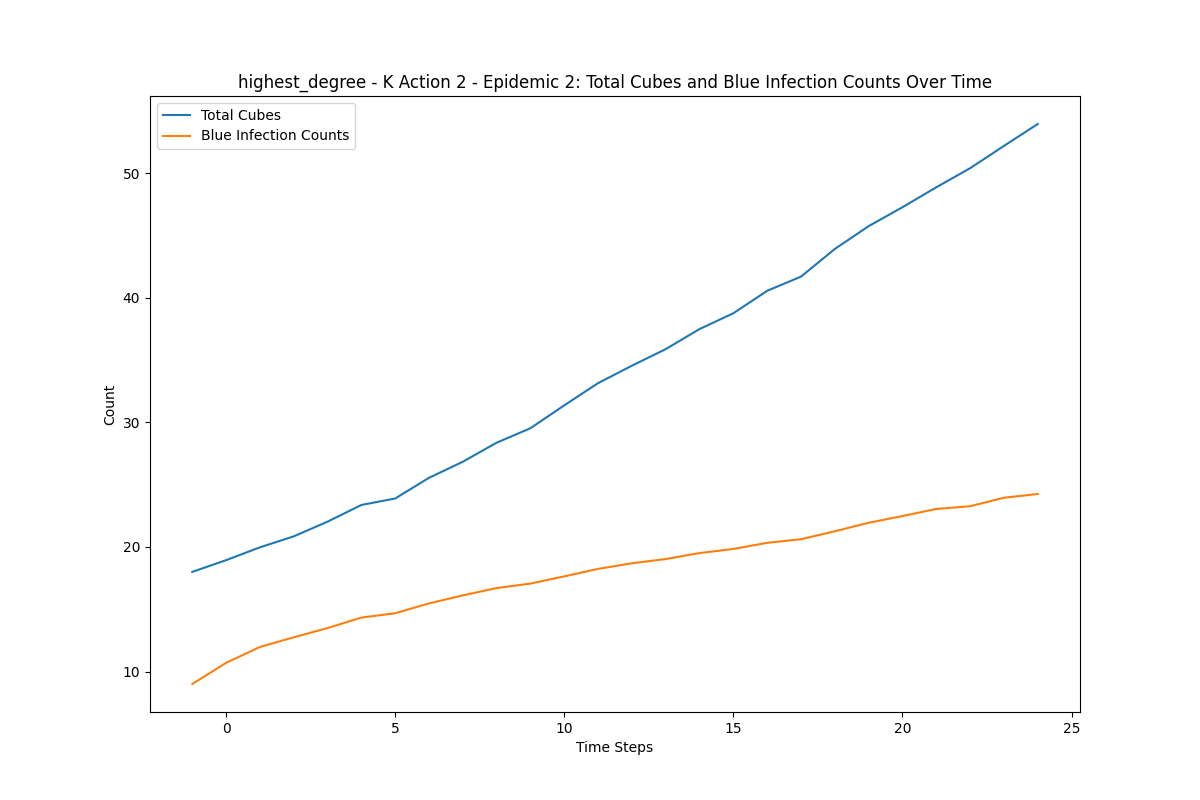 highest_degree - K Action 2 - Epidemic 2: Total Cubes and Blue Infection Counts Over Time
Total Cubes
Blue Infection Counts
50
40
30
20
10
Count
0 5 10 15 20 25
Time Steps